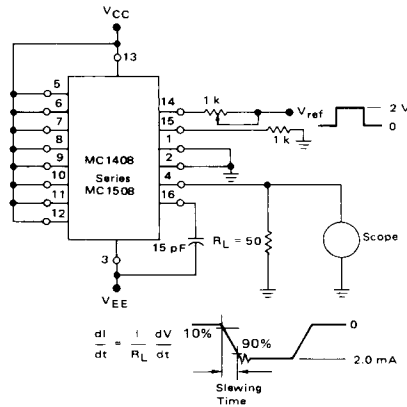 VCC
13
5
6
7
8
9
10
11
12
MC1408
Series
MC1508
14
15
1
2
4
16
3
VEE
1 k
Vref
1 k
2 V
0
15 pF
RL = 50
Scope
dI/dt = 1/RL dV/dt
10%
90%
0
2.0 mA
Slewing
Time